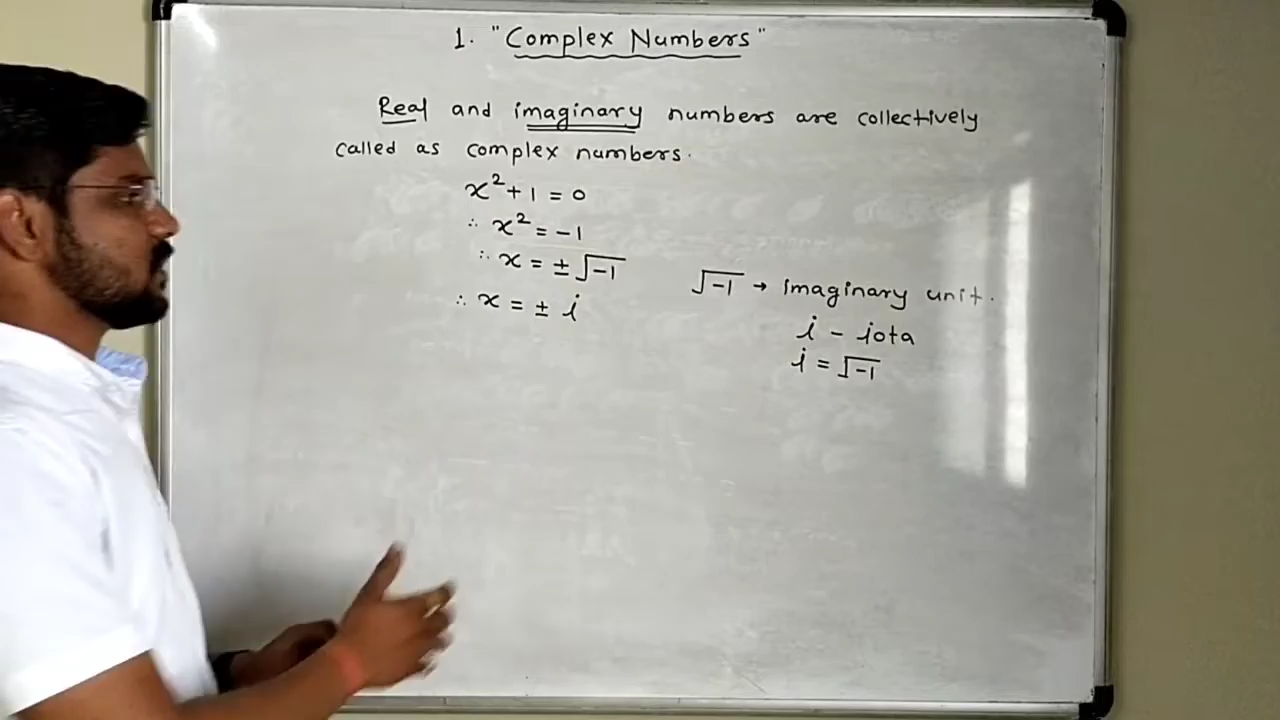 1. "Complex Numbers"
Real and imaginary numbers are collectively
called as complex numbers.
x² + 1 = 0
∴ x² = -1
∴ x = ± √-1
∴ x = ± i
√-1 → imaginary unit.
i - iota
i = √-1